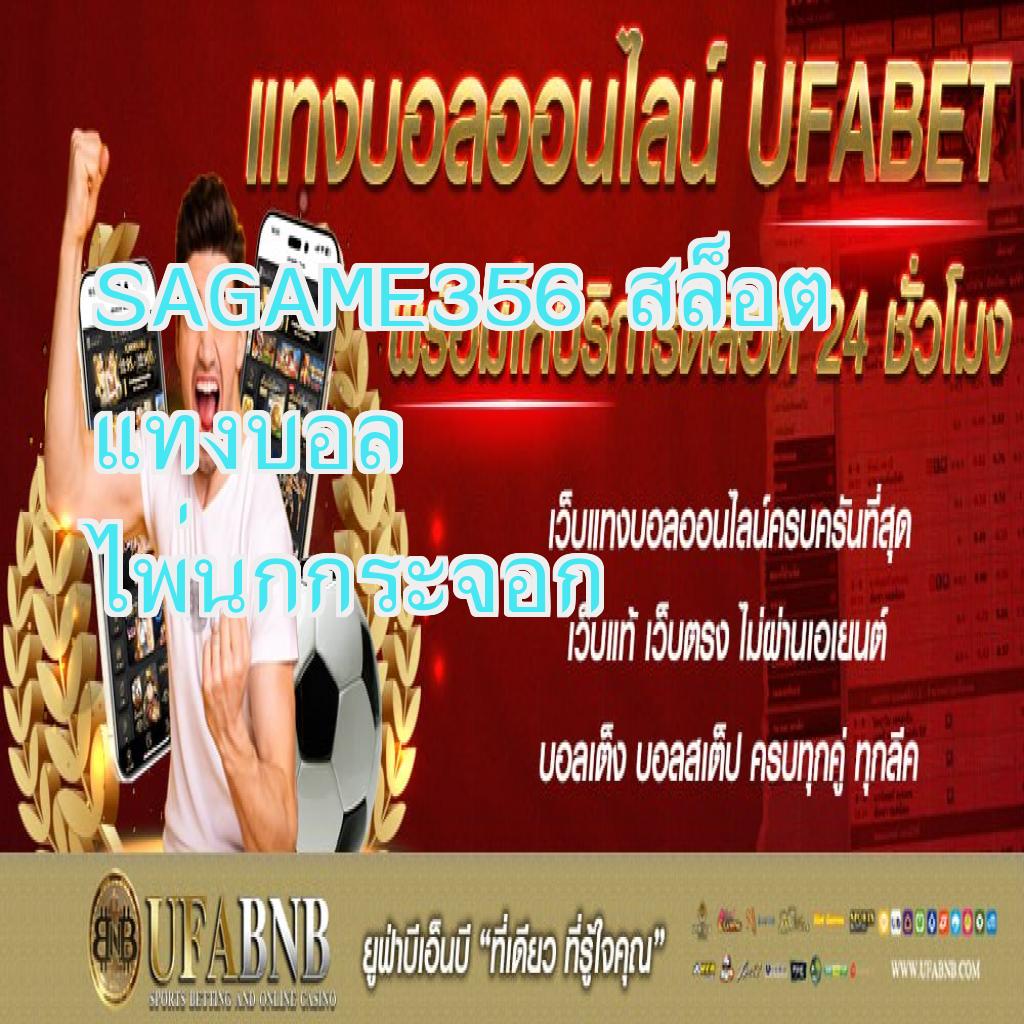 แทงบอลออนไลน์ UFABET
SAGAME356 สล็อต
พร้อมให้บริการตลอด 24 ชั่วโมง
แทงบอล
ไพ่นกกระจอก
เว็บแทงบอลออนไลน์ครบครันที่สุด
เว็บแท้ เว็บตรง ไม่ผ่านเอเยนต์
บอลเต็ง บอลสเต็ป ครบทุกคู่ ทุกลีค
BNB UFABNB
SPORTS BETTING AND ONLINE CASINO
ยูฟ่าบีเอ็นบี “ที่เดียว ที่รู้ใจคุณ”
WWW.UFABNB.COM